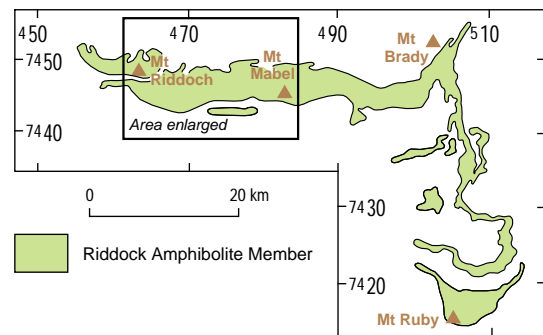 450 470 490 510
7450
7440
7430
7420
Mt
Riddoch
Mt
Mabel
Mt
Brady
Area enlarged
0 20 km
Riddock Amphibolite Member
Mt Ruby